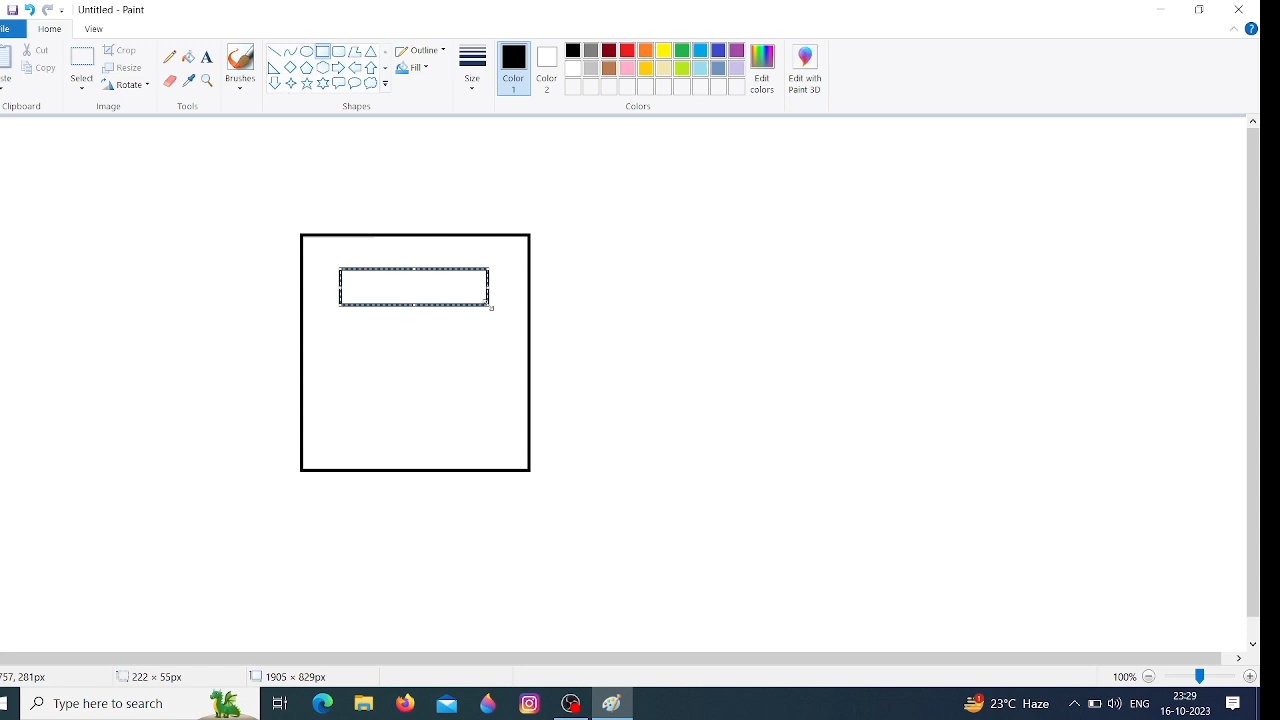 Untitled - Paint
Home
View
Cut
Copy
Clipboard
Select
Crop
Resize
Rotate
Image
Tools
Brushes
Shapes
Outline
Fill
Size
Color 1
Color 2
Colors
Edit colors
Edit with Paint 3D
757, 281px
222 × 55px
1905 × 829px
100%
Type here to search
23°C Haze
ENG
23-29
16-10-2023